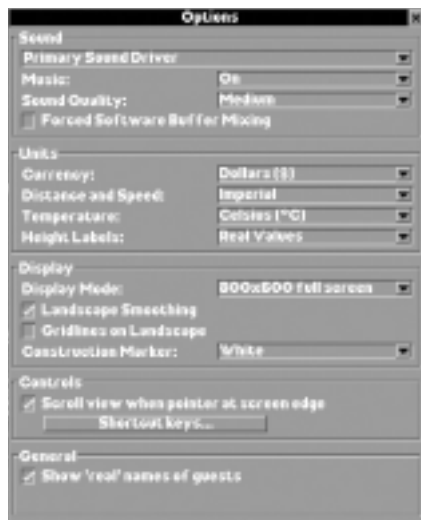 Options
Sound
Primary Sound Driver
Music: On
Sound Quality: Medium
Forced Software Buffer Mixing
Units
Currency: Dollars ($)
Distance and Speed: Imperial
Temperature: Celsius (°C)
Height Labels: Real Values
Display
Display Mode: 800x600 full screen
Landscape Smoothing
Gridlines on Landscape
Construction Marker: White
Controls
Scroll view when pointer at screen edge
Shortcut keys...
General
Show 'real' names of guests